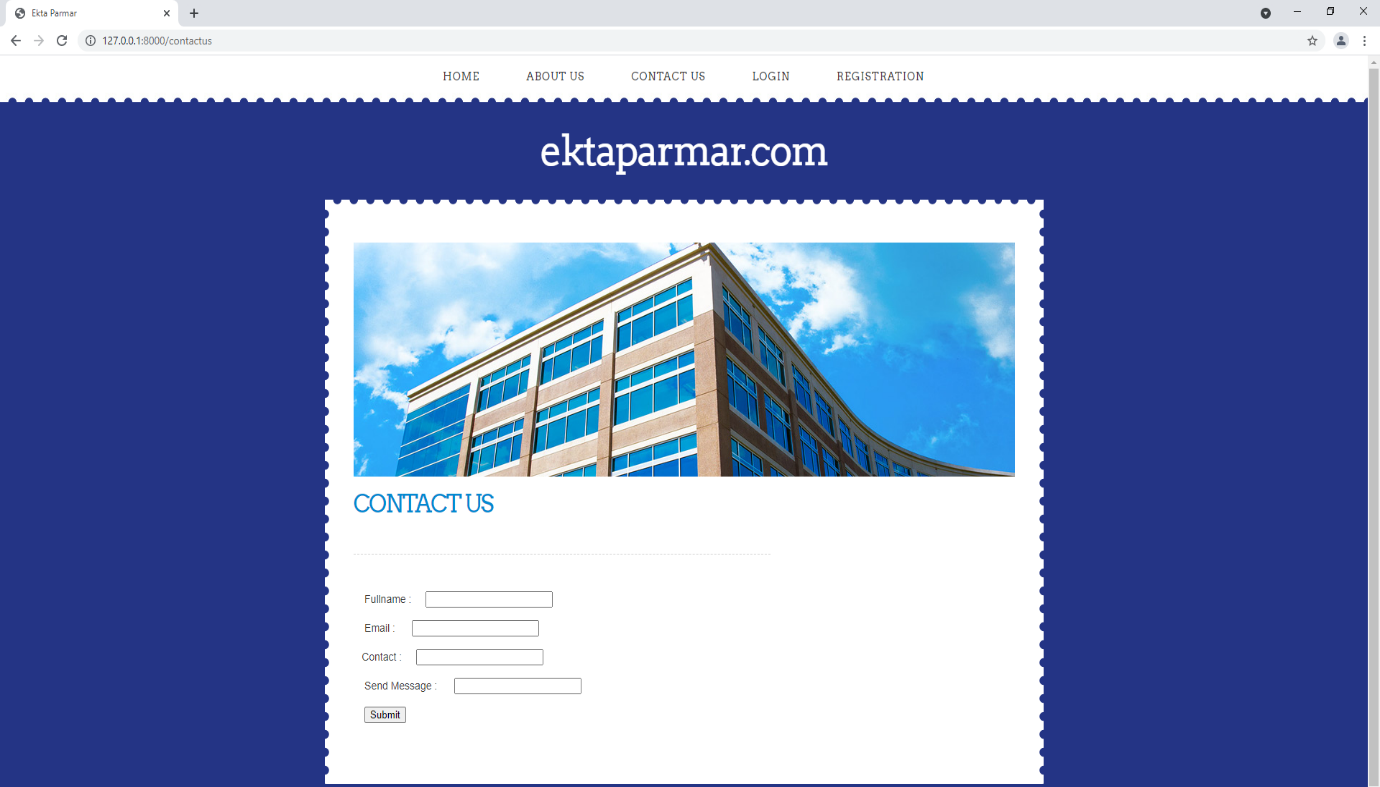 Ekta Parmar
127.0.0.1:8000/contactus
HOME ABOUT US CONTACT US LOGIN REGISTRATION
ektaparmar.com
CONTACT US
Fullname :
Email :
Contact :
Send Message :
Submit